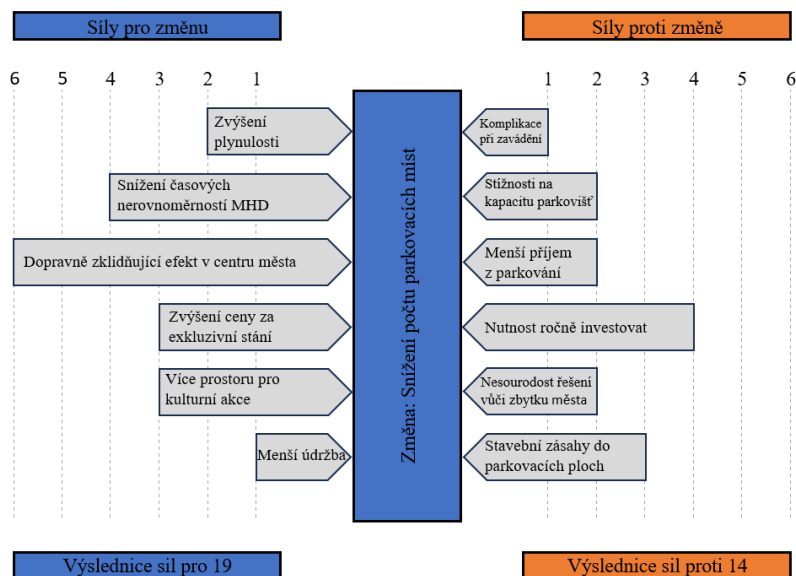 Síly pro změnu
Síly proti změně
6 5 4 3 2 1
1 2 3 4 5 6
Zvýšení
plynulosti
Snížení časových
nerovnoměrností MHD
Dopravně zklidňující efekt v centru města
Zvýšení ceny za
exkluzivní stání
Více prostoru pro
kulturní akce
Menší údržba
Změna: Snížení počtu parkovacích míst
Komplikace
při zavádění
Stížnosti na
kapacitu parkovišť
Menší příjem
z parkování
Nutnost ročně investovat
Nesourodost řešení
vůči zbytku města
Stavební zásahy do
parkovacích ploch
Výslednice sil pro 19
Výslednice sil proti 14